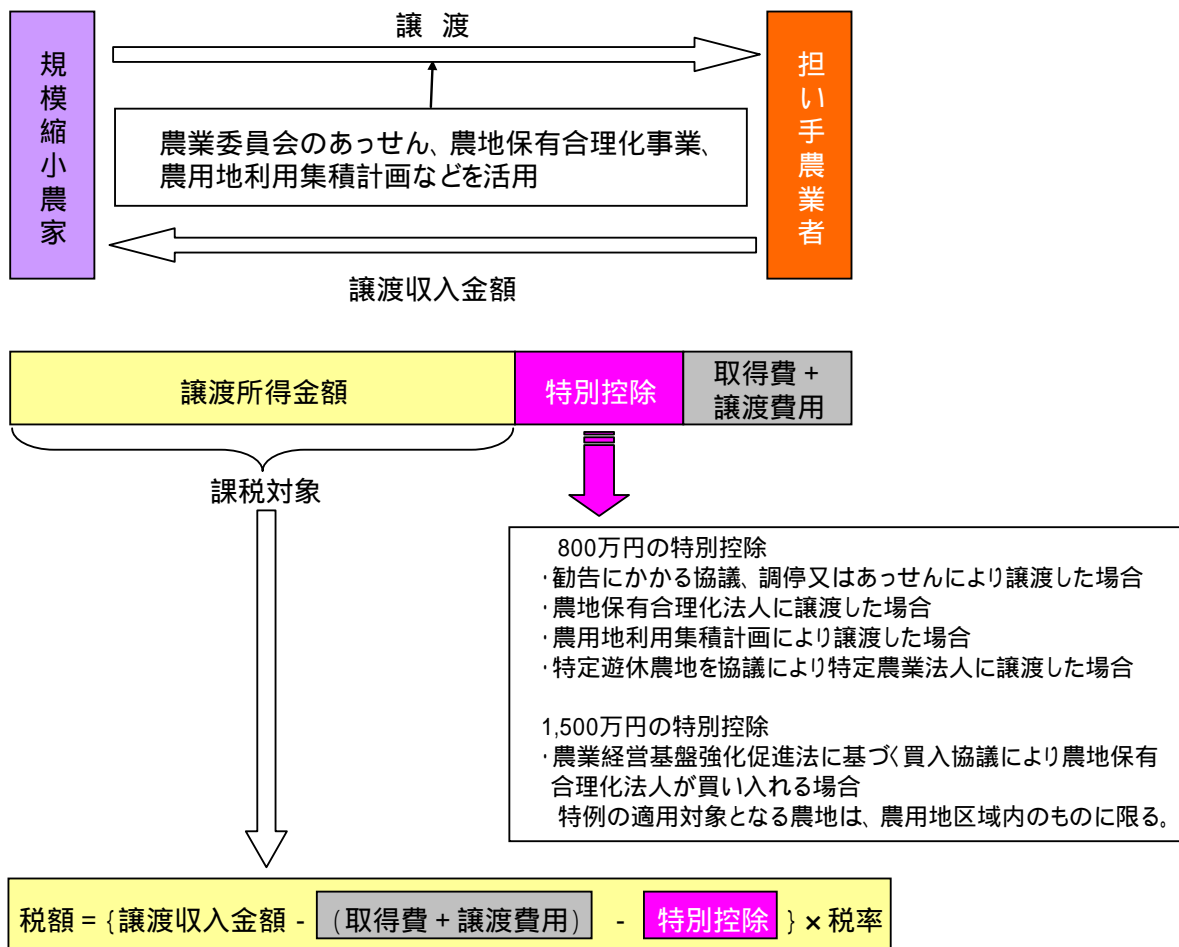 譲 渡
規模縮小農家
担い手農業者
農業委員会のあっせん、農地保有合理化事業、
農用地利用集積計画などを活用
譲渡収入金額
譲渡所得金額
特別控除
取得費+
譲渡費用
課税対象
800万円の特別控除
・勧告にかかる協議、調停又はあっせんにより譲渡した場合
・農地保有合理化法人に譲渡した場合
・農用地利用集積計画により譲渡した場合
・特定遊休農地を協議により特定農業法人に譲渡した場合
1,500万円の特別控除
・農業経営基盤強化促進法に基づく買入協議により農地保有
合理化法人が買い入れる場合
特例の適用対象となる農地は、農用地区域内のものに限る。
税額={譲渡収入金額-(取得費+譲渡費用)-特別控除}×税率